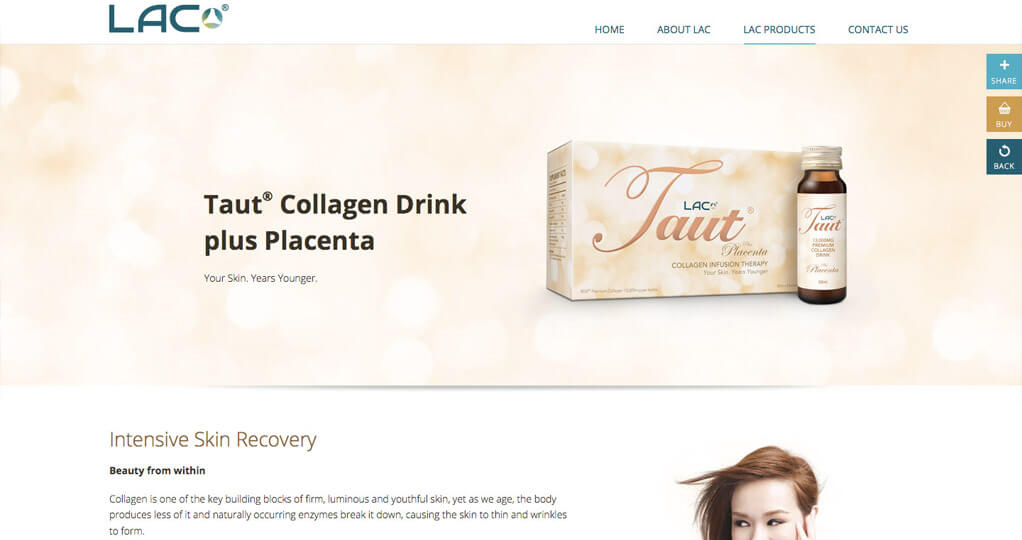 LAC®
HOME
ABOUT LAC
LAC PRODUCTS
CONTACT US
SHARE
BUY
BACK
Taut® Collagen Drink
plus Placenta
Your Skin. Years Younger.
LAC
Taut®
Plus
Placenta
COLLAGEN INFUSION THERAPY
Your Skin. Years Younger
LAC
Taut
PREMIUM
COLLAGEN
DRINK
Plus
Placenta
50ml
Intensive Skin Recovery
Beauty from within
Collagen is one of the key building blocks of firm, luminous and youthful skin, yet as we age, the body
produces less of it and naturally occurring enzymes break it down, causing the skin to thin and wrinkles
to form.